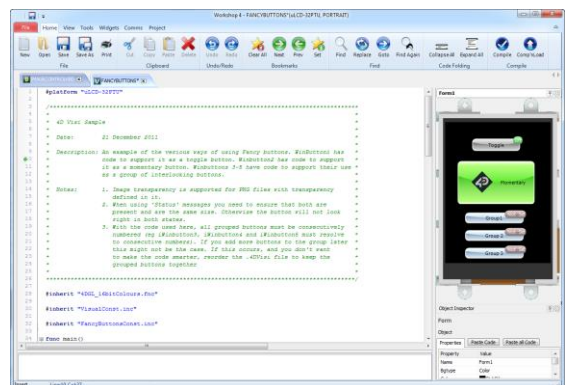 Workshop 4 - FANCYBUTTONS*(uLCD-32PTU, PORTRAIT)
File Home View Tools Widgets Comms Project
New Open Save Save As Print Cut Copy Paste Delete Undo Redo Clear All Next Prev Set Find Replace Goto Find Again Collapse All Expand All Compile Comp'nLoad
File Clipboard Undo/Redo Bookmarks Find Code Folding Compile
FANCYBUTTONS*
#platform "uLCD-32PTU"
4D Visi Sample
Date: 21 December 2011
Description: An example of the various ways of using Fancy buttons. Winbutton1 has
code to support it as a toggle button. Winbutton2 has code to support
it as a momentary button. Winbuttons 3-5 have code to support their use
as a group of interlocking buttons.
Notes: 1. Image transparency is supported for PNG files with transparency
defined in it.
2. When using 'Status' messages you need to ensure that both are
present and are the same size. Otherwise the button will not look
right in both states.
3. With the code used here, all grouped buttons must be consecutively
numbered (eg iWinbutton3, iWinbutton4 and iWinbutton5 must resolve
to consecutive numbers). If you add more buttons to the group later
this might not be the case. If this occurs, and you don't want
to make the code smarter, reorder the .4DVisi file to keep the
grouped buttons together
#inherit "4DGL_16bitColours.fnc"
#inherit "VisualConst.inc"
#inherit "FancyButtonsConst.inc"
func main()
Form1
Toggle
Momentary
Group 1
Group 2
Group 3
Object Inspector
Form
Object
Properties Paste Code Paste all Code
Property Value
Name Form1
Bgtype Color